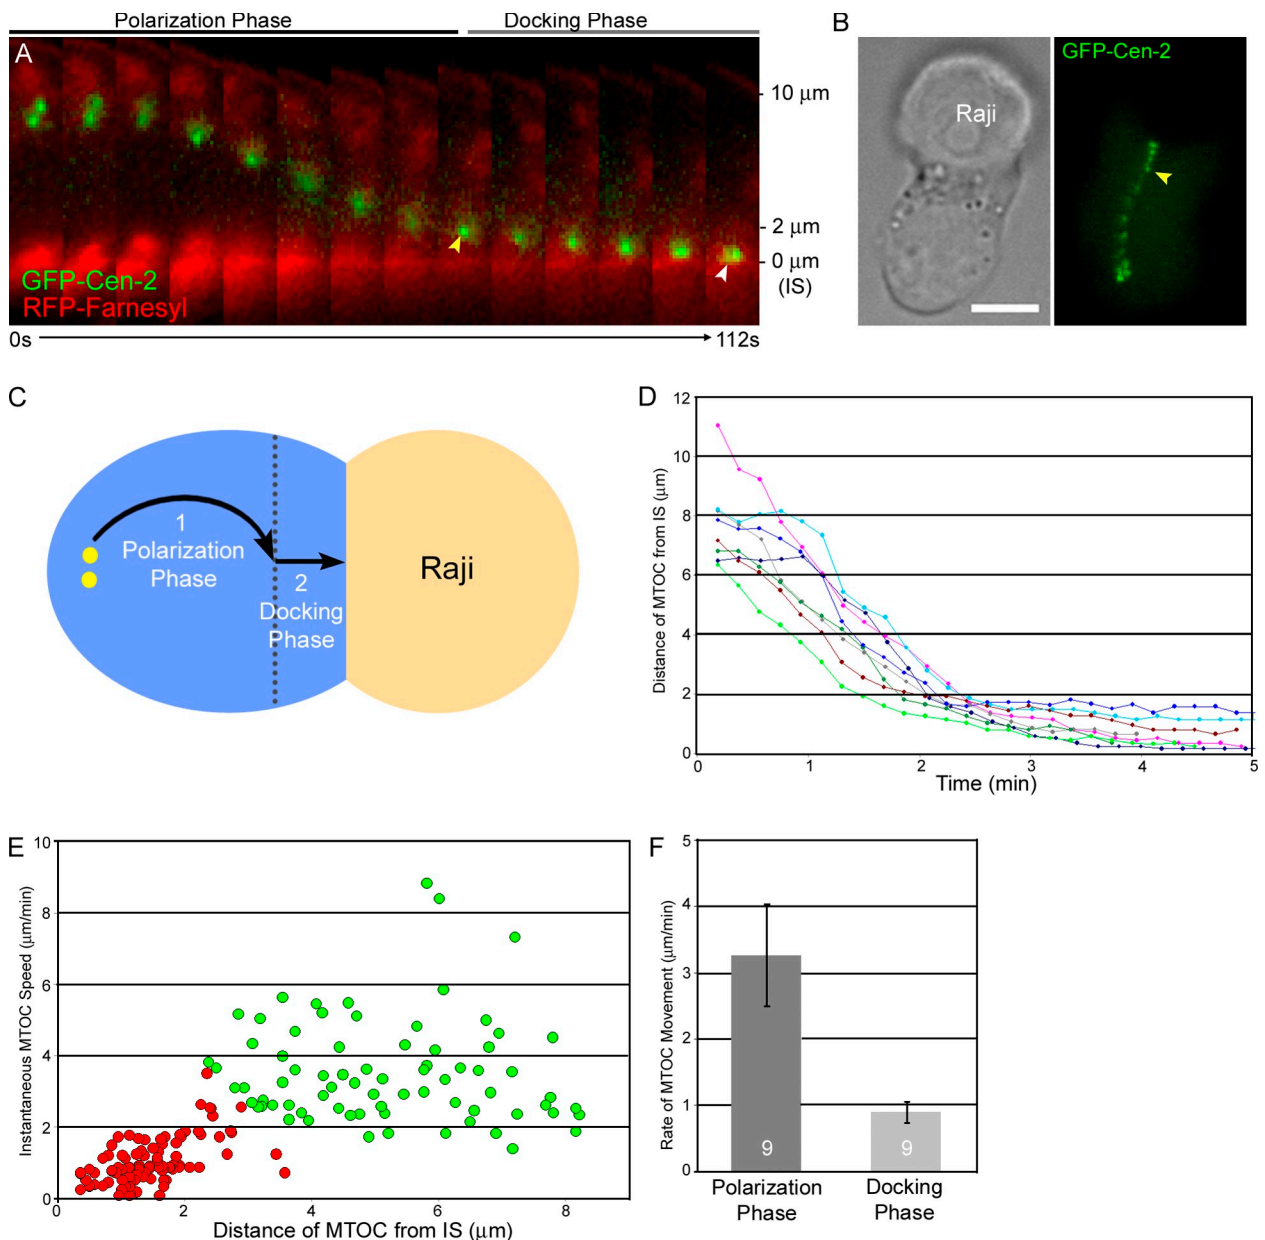 Polarization Phase
Docking Phase
A
10 μm
2 μm
0 μm
(IS)
GFP-Cen-2
RFP-Farnesyl
0s
112s
B
Raji
GFP-Cen-2
C
1
Polarization
Phase
2
Docking
Phase
Raji
D
Distance of MTOC from IS (μm)
12
10
8
6
4
2
0
0 1 2 3 4 5
Time (min)
E
Instantaneous MTOC Speed (μm/min)
10
8
6
4
2
0
0 2 4 6 8
Distance of MTOC from IS (μm)
F
Rate of MTOC Movement (μm/min)
5
4
3
2
1
0
9
9
Polarization
Phase
Docking
Phase